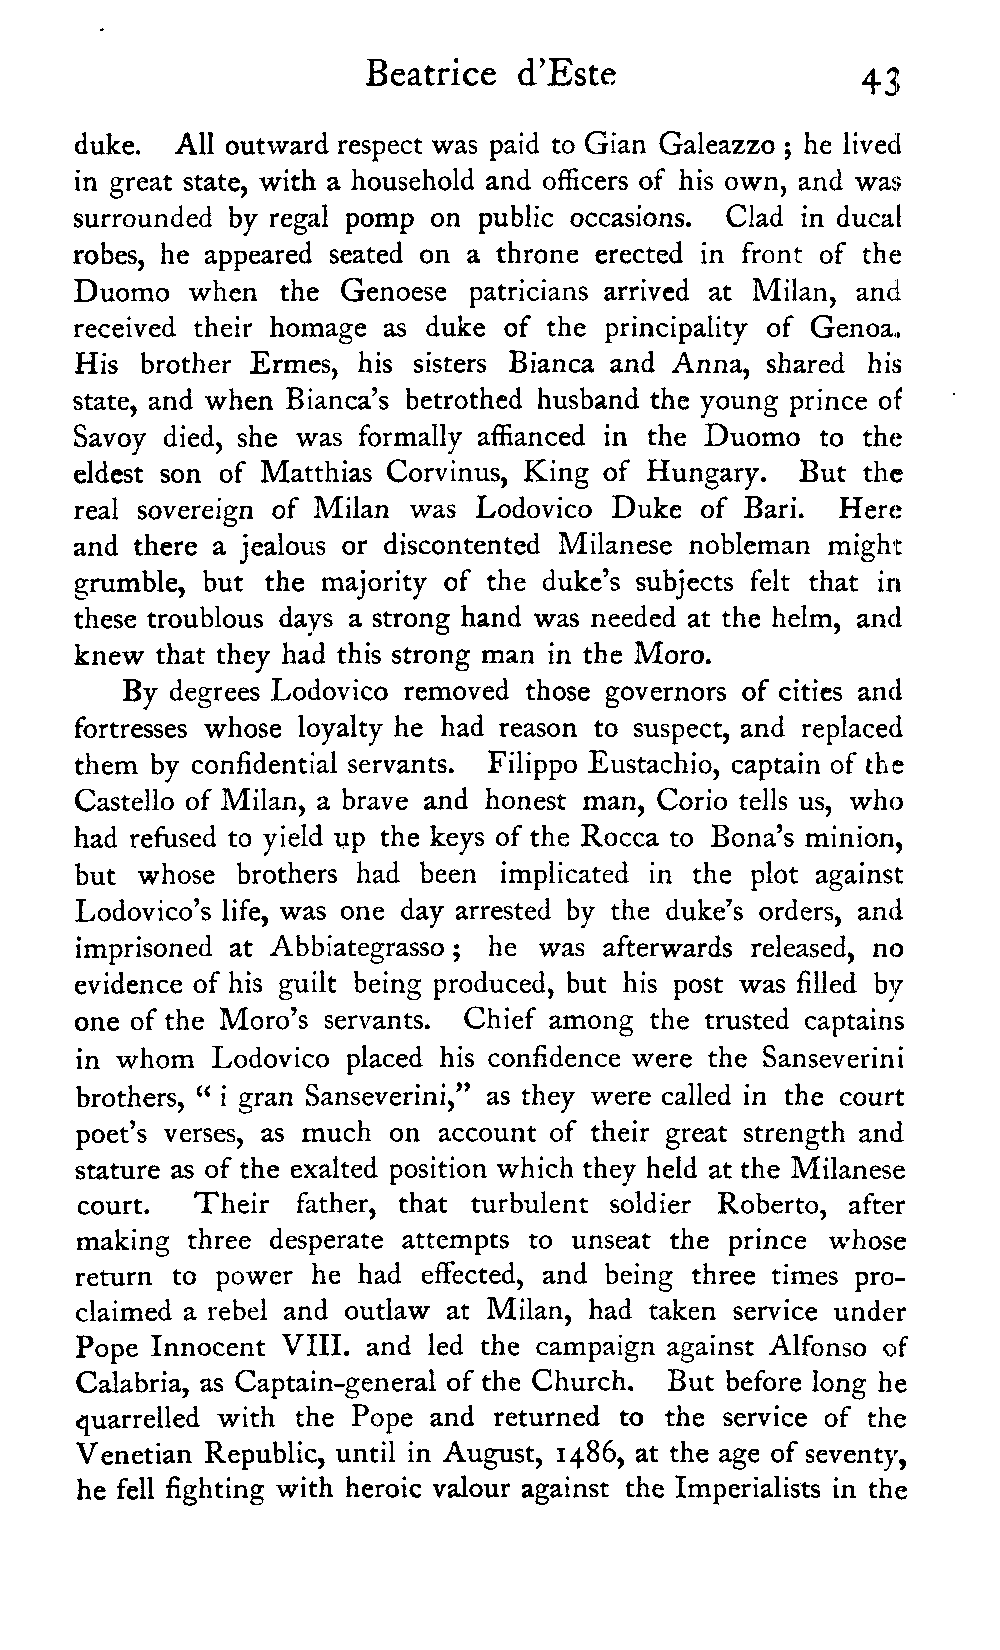 Beatrice d'Este 43
duke. All outward respect was paid to Gian Galeazzo ; he lived
in great state, with a household and officers of his own, and was
surrounded by regal pomp on public occasions. Clad in ducal
robes, he appeared seated on a throne erected in front of the
Duomo when the Genoese patricians arrived at Milan, and
received their homage as duke of the principality of Genoa.
His brother Ermes, his sisters Bianca and Anna, shared his
state, and when Bianca's betrothed husband the young prince of
Savoy died, she was formally affianced in the Duomo to the
eldest son of Matthias Corvinus, King of Hungary. But the
real sovereign of Milan was Lodovico Duke of Bari. Here
and there a jealous or discontented Milanese nobleman might
grumble, but the majority of the duke's subjects felt that in
these troublous days a strong hand was needed at the helm, and
knew that they had this strong man in the Moro.
By degrees Lodovico removed those governors of cities and
fortresses whose loyalty he had reason to suspect, and replaced
them by confidential servants. Filippo Eustachio, captain of the
Castello of Milan, a brave and honest man, Corio tells us, who
had refused to yield up the keys of the Rocca to Bona's minion,
but whose brothers had been implicated in the plot against
Lodovico's life, was one day arrested by the duke's orders, and
imprisoned at Abbiategrasso ; he was afterwards released, no
evidence of his guilt being produced, but his post was filled by
one of the Moro's servants. Chief among the trusted captains
in whom Lodovico placed his confidence were the Sanseverini
brothers, " i gran Sanseverini," as they were called in the court
poet's verses, as much on account of their great strength and
stature as of the exalted position which they held at the Milanese
court. Their father, that turbulent soldier Roberto, after
making three desperate attempts to unseat the prince whose
return to power he had effected, and being three times pro-
claimed a rebel and outlaw at Milan, had taken service under
Pope Innocent VIII. and led the campaign against Alfonso of
Calabria, as Captain-general of the Church. But before long he
quarrelled with the Pope and returned to the service of the
Venetian Republic, until in August, 1486, at the age of seventy,
he fell fighting with heroic valour against the Imperialists in the